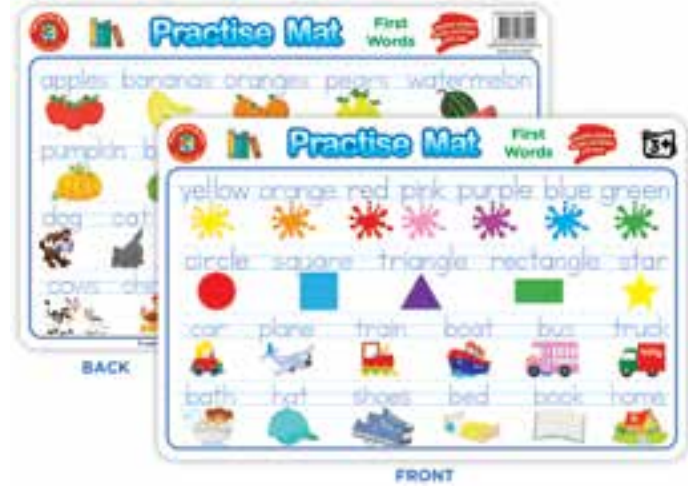 Practise Mat First Words
apples bananas oranges pears watermelon
pumpkin
dog cat
cows
BACK
Practise Mat First Words 3+
yellow orange red pink purple blue green
circle square triangle rectangle star
car plane train boat bus truck
bath hat shoes bed book home
FRONT